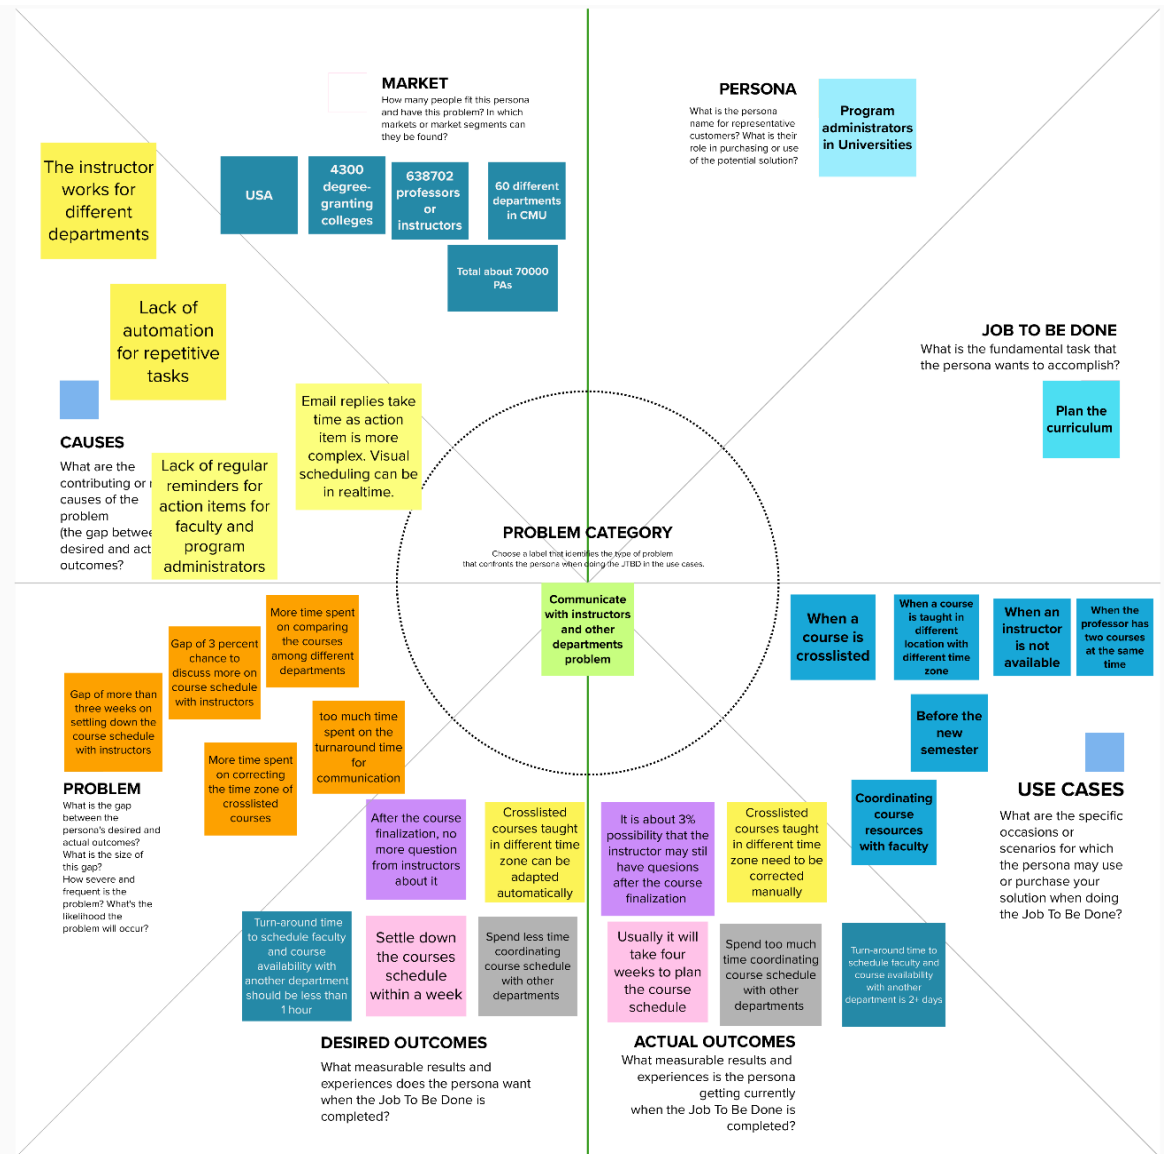 MARKET
How many people fit this persona
and have this problem? In which
markets or market segments can
they be found?
USA
4300
degree-
granting
colleges
638702
professors
or
instructors
60 different
departments
in CMU
Total about 70000
PAs
PERSONA
What is the persona
name for representative
customers? What is their
role in purchasing or use
of the potential solution?
Program
administrators
in Universities
JOB TO BE DONE
What is the fundamental task that
the persona wants to accomplish?
Plan the
curriculum
The instructor
works for
different
departments
Lack of
automation
for repetitive
tasks
Email replies take
time as action
item is more
complex. Visual
scheduling can be
in realtime.
CAUSES
What are the
contributing or
causes of the
problem
(the gap betwee
desired and act
outcomes?
Lack of regular
reminders for
action items for
faculty and
program
administrators
PROBLEM CATEGORY
Choose a label that identifies the type of problem
that confronts the persona when doing the JTBD in the use cases.
Communicate
with instructors
and other
departments
problem
When a
course is
crosslisted
When a course
is taught in
different
location with
different time
zone
When an
instructor
is not
available
When the
professor has
two courses
at the same
time
Before the
new
semester
Coordinating
course
resources
with faculty
USE CASES
What are the specific
occasions or
scenarios for which
the persona may use
or purchase your
solution when doing
the Job To Be Done?
More time spent
on comparing
the courses
among different
departments
Gap of 3 percent
chance to
discuss more on
course schedule
with instructors
Gap of more than
three weeks on
settling down the
course schedule
with instructors
too much time
spent on the
turnaround time
for
communication
More time spent
on correcting
the time zone of
crosslisted
courses
PROBLEM
What is the gap
between the
persona's desired and
actual outcomes?
What is the size of
this gap?
How severe and
frequent is the
problem? What's the
likelihood the
problem will occur?
After the course
finalization, no
more question
from instructors
about it
Crosslisted
courses taught
in different time
zone can be
adapted
automatically
Turn-around time
to schedule faculty
and course
availability with
another department
should be less than
1 hour
Settle down
the courses
schedule
within a week
Spend less time
coordinating
course schedule
with other
departments
DESIRED OUTCOMES
What measurable results and
experiences does the persona want
when the Job To Be Done is
completed?
It is about 3%
possibility that the
instructor may still
have quesions
after the course
finalization
Crosslisted
courses taught
in different time
zone need to be
corrected
manually
Usually it will
take four
weeks to plan
the course
schedule
Spend too much
time coordinating
course schedule
with other
departments
Turn-around time to
schedule faculty and
course availability
with another
department is 2+ days
ACTUAL OUTCOMES
What measurable results and
experiences is the persona
getting currently
when the Job To Be Done is
completed?